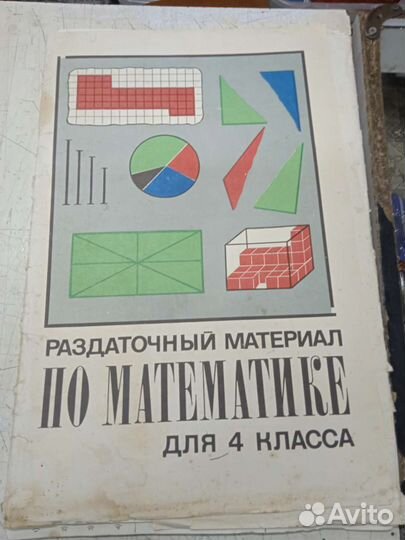 РАЗДАТОЧНЫЙ МАТЕРИАЛ
ПО МАТЕМАТИКЕ
ДЛЯ 4 КЛАССА
Avito